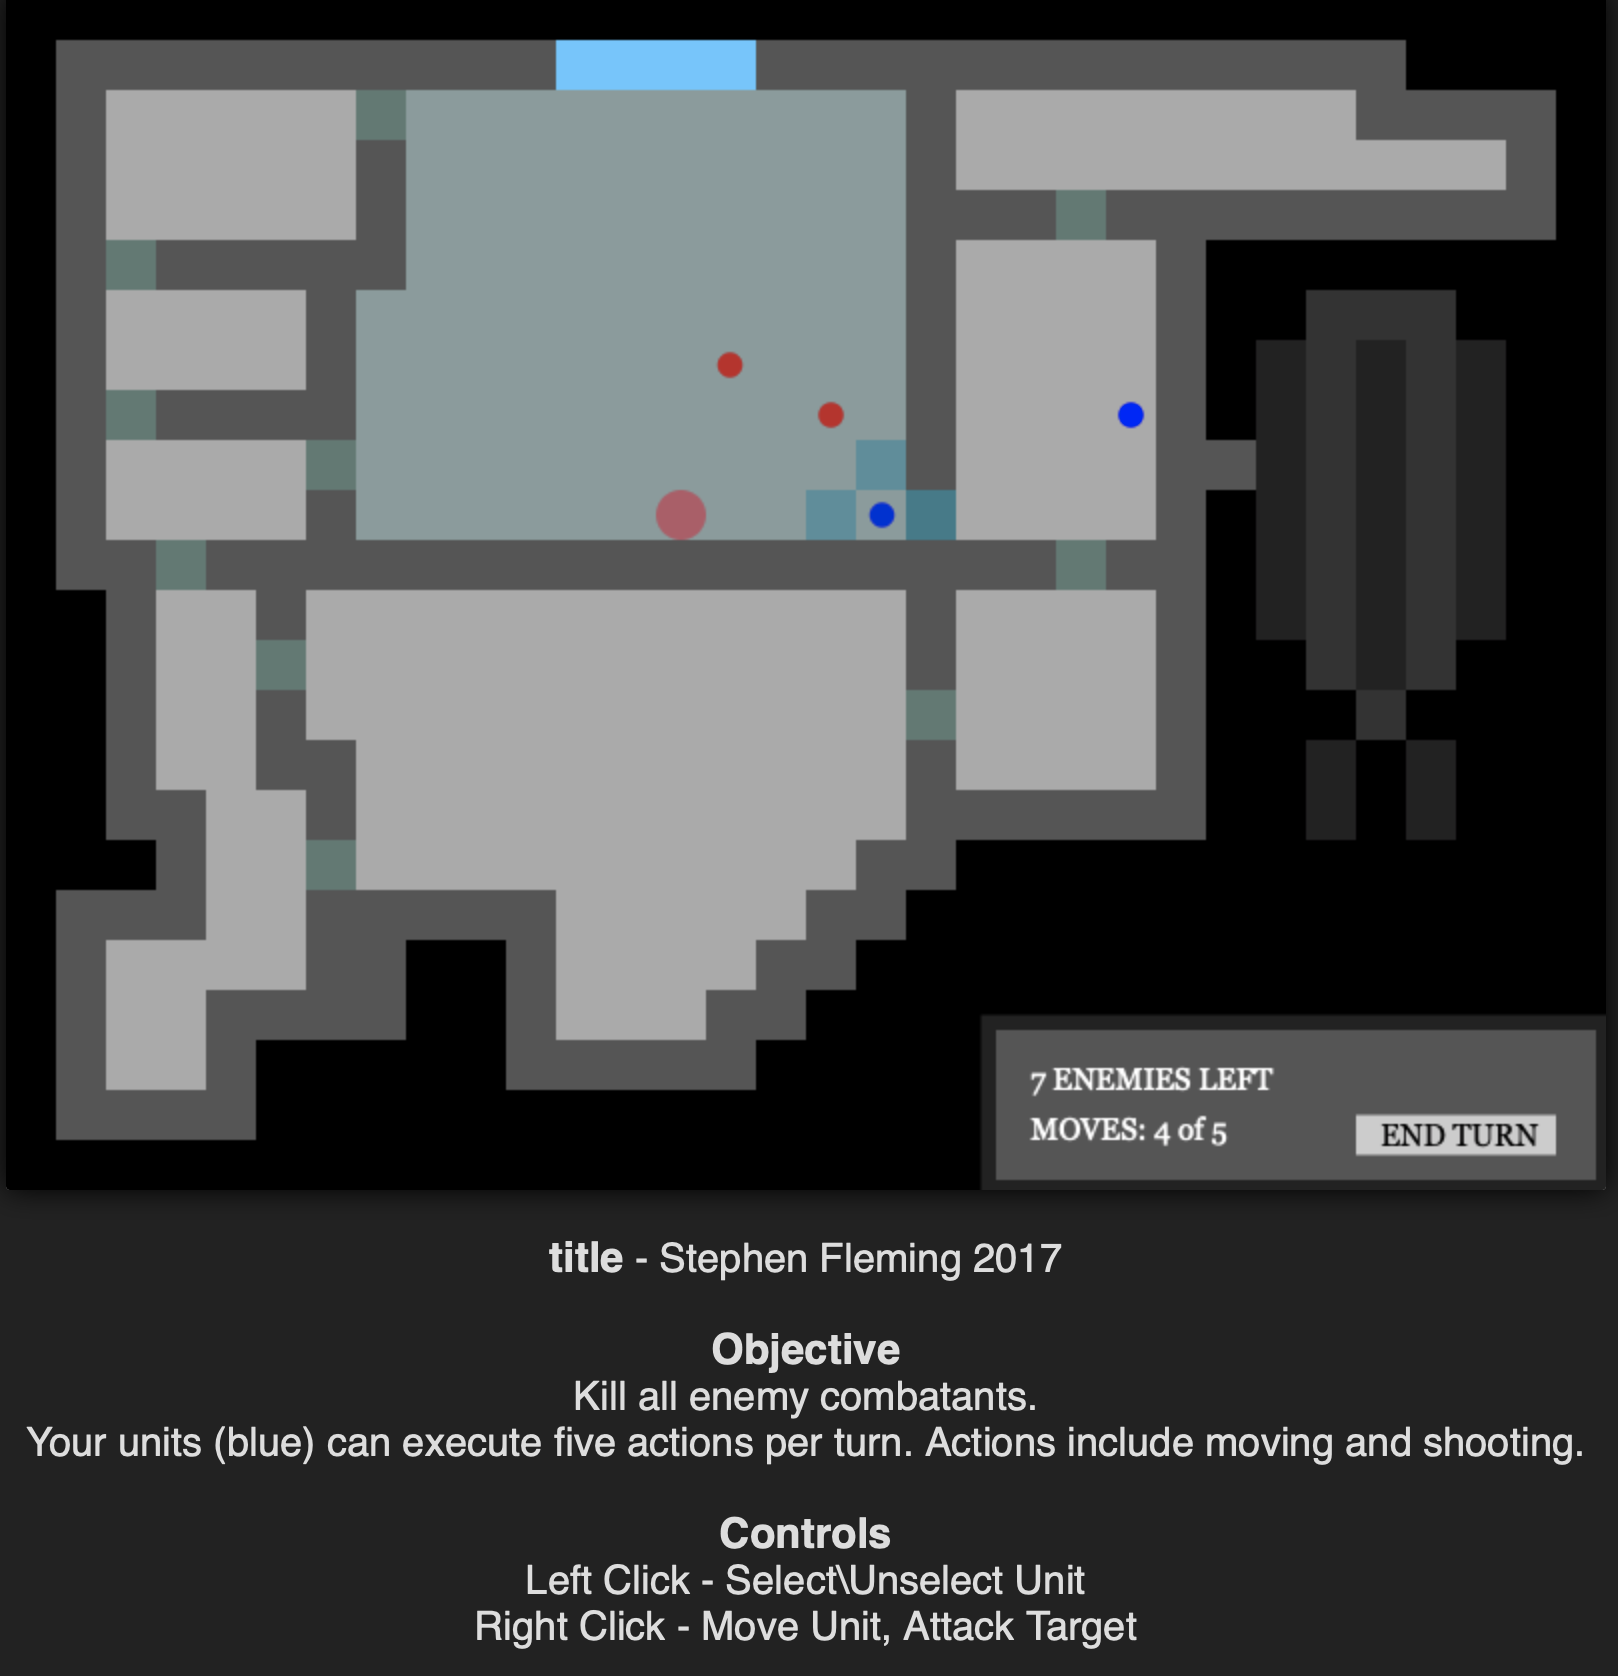 7 ENEMIES LEFT
MOVES: 4 of 5
END TURN
title - Stephen Fleming 2017
Objective
Kill all enemy combatants.
Your units (blue) can execute five actions per turn. Actions include moving and shooting.
Controls
Left Click - Select\Unselect Unit
Right Click - Move Unit, Attack Target